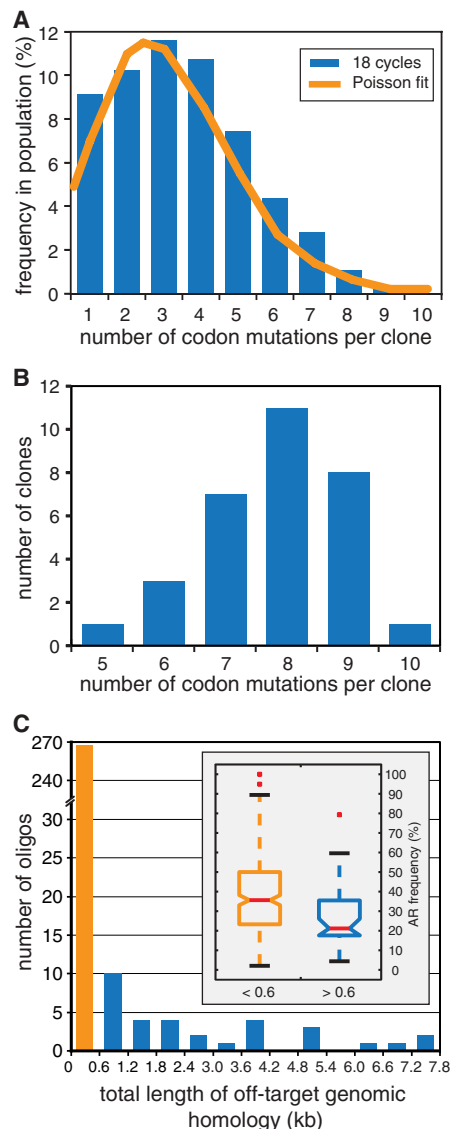 A
frequency in population (%)
12
10
8
6
4
2
0
18 cycles
Poisson fit
1 2 3 4 5 6 7 8 9 10
number of codon mutations per clone
B
number of clones
12
10
8
6
4
2
0
5 6 7 8 9 10
number of codon mutations per clone
C
number of oligos
270
240
30
25
20
15
10
5
0
100
90
80
70
60
50
40
30
20
10
0
AR frequency (%)
< 0.6 > 0.6
0 0.6 1.2 1.8 2.4 3.0 3.6 4.2 4.8 5.4 6.0 6.6 7.2 7.8
total length of off-target genomic
homology (kb)